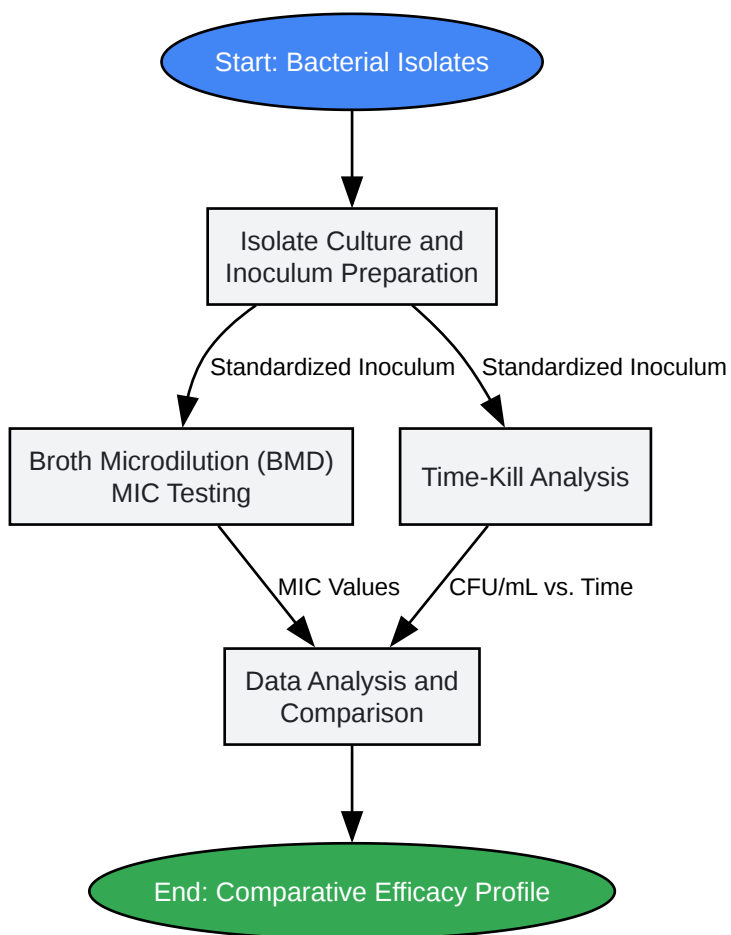 Start: Bacterial Isolates
Isolate Culture and
Inoculum Preparation
Standardized Inoculum
Standardized Inoculum
Broth Microdilution (BMD)
MIC Testing
Time-Kill Analysis
MIC Values
CFU/mL vs. Time
Data Analysis and
Comparison
End: Comparative Efficacy Profile